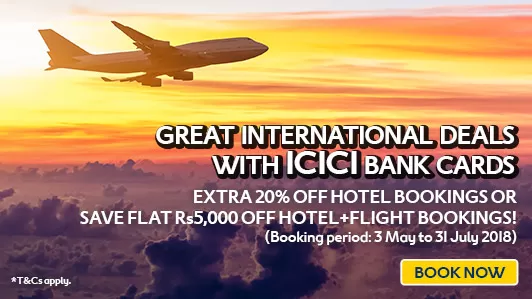 GREAT INTERNATIONAL DEALS
WITH ICICI BANK CARDS
EXTRA 20% OFF HOTEL BOOKINGS OR
SAVE FLAT Rs5,000 OFF HOTEL+FLIGHT BOOKINGS!
(Booking period: 3 May to 31 July 2018)
*T&Cs apply.
BOOK NOW